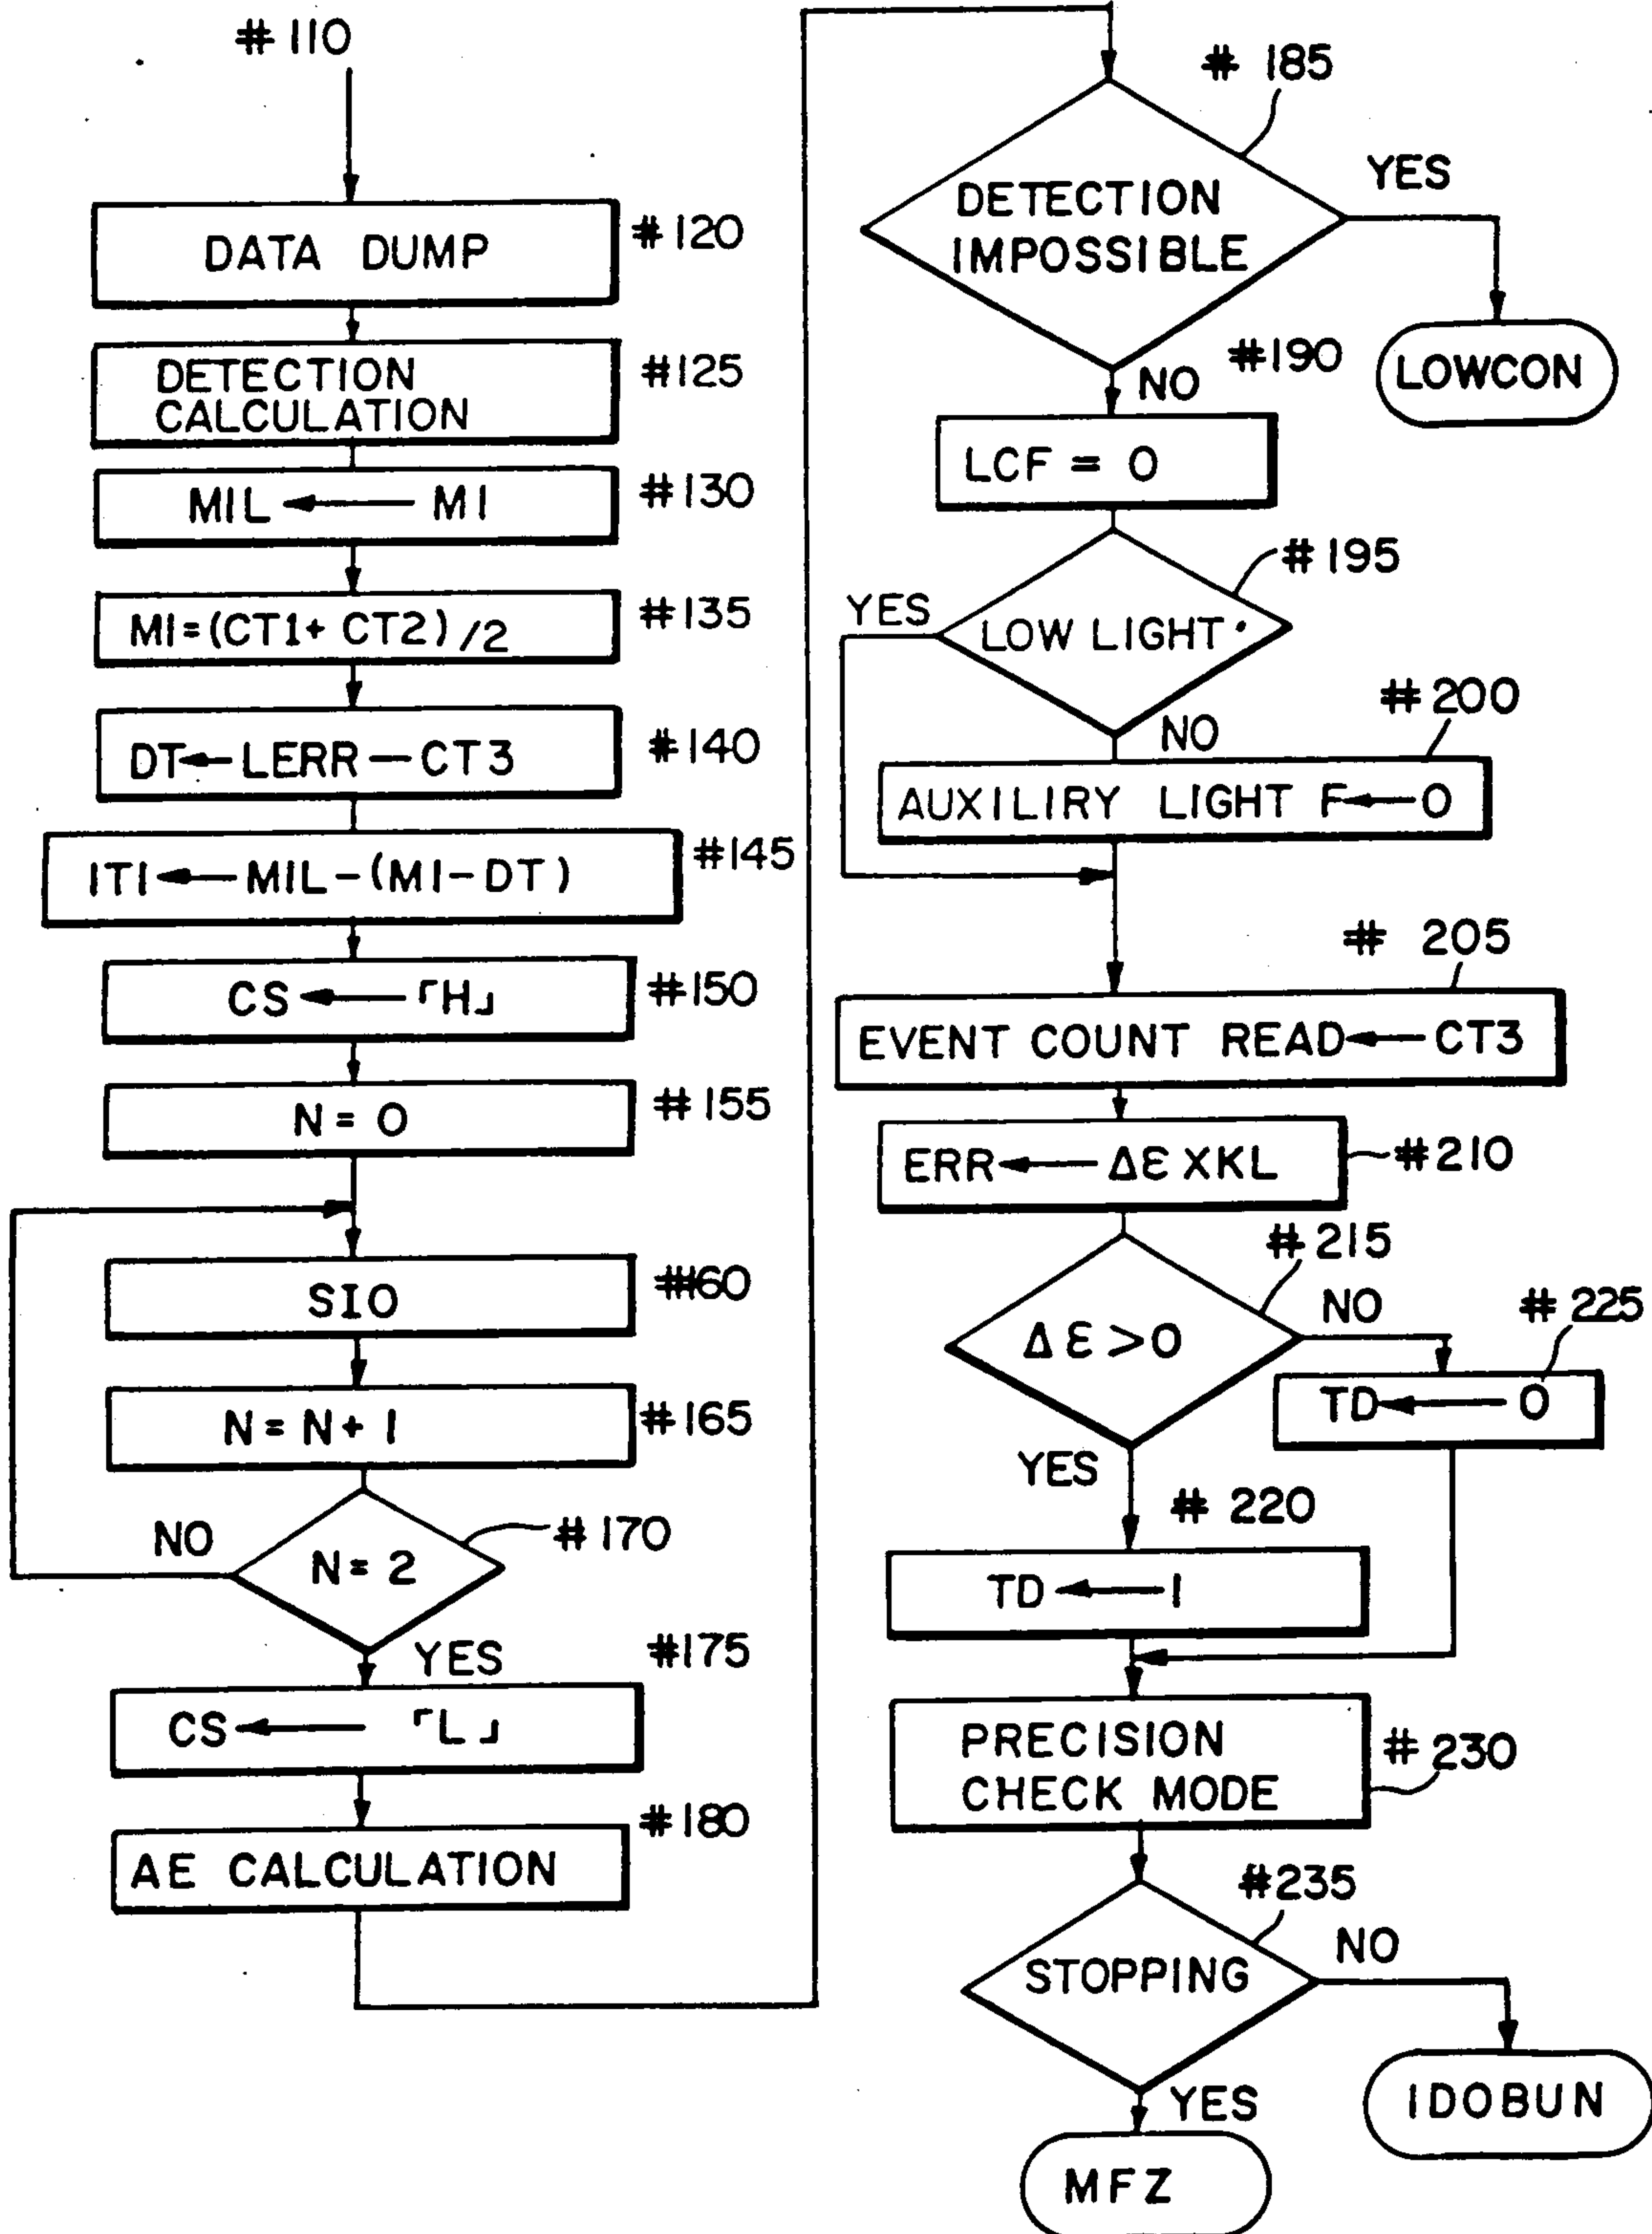 #110
DATA DUMP
#120
DETECTION
CALCULATION
#125
MIL ← MI
#130
MI=(CT1+ CT2)/2
#135
DT←LERR—CT3
#140
ITI←MIL-(MI-DT)
#145
CS ← 「H」
#150
N = 0
#155
SIO
##60
N = N + 1
#165
NO
N = 2
#170
YES
#175
CS ← 「L」
#180
AE CALCULATION
#185
DETECTION
IMPOSSIBLE
YES
LOWCON
NO
#190
LCF = 0
#195
YES
LOW LIGHT
NO
#200
AUXILIRY LIGHT F←0
#205
EVENT COUNT READ←CT3
ERR←ΔεXKL
#210
#215
Δε>0
NO
#225
TD←0
YES
#220
TD←1
PRECISION
CHECK MODE
#230
#235
STOPPING
NO
IDOBUN
YES
MFZ